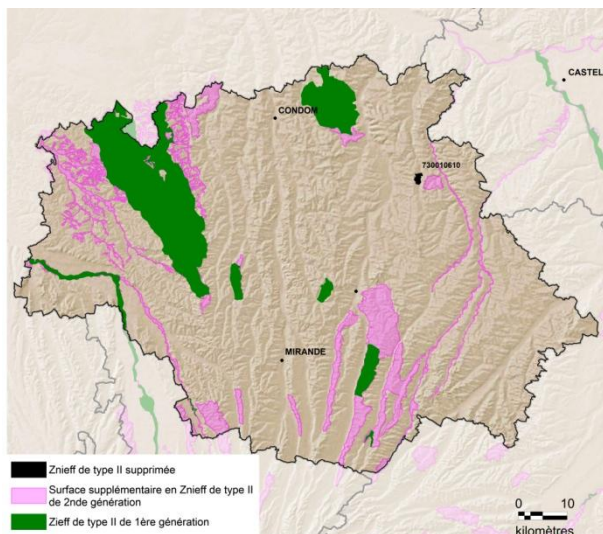 CASTEL
CONDOM
730010610
MIRANDE
Znieff de type II supprimée
Surface supplémentaire en Znieff de type II
de 2nde génération
Zieff de type II de 1ère génération
0 10
kilomètres